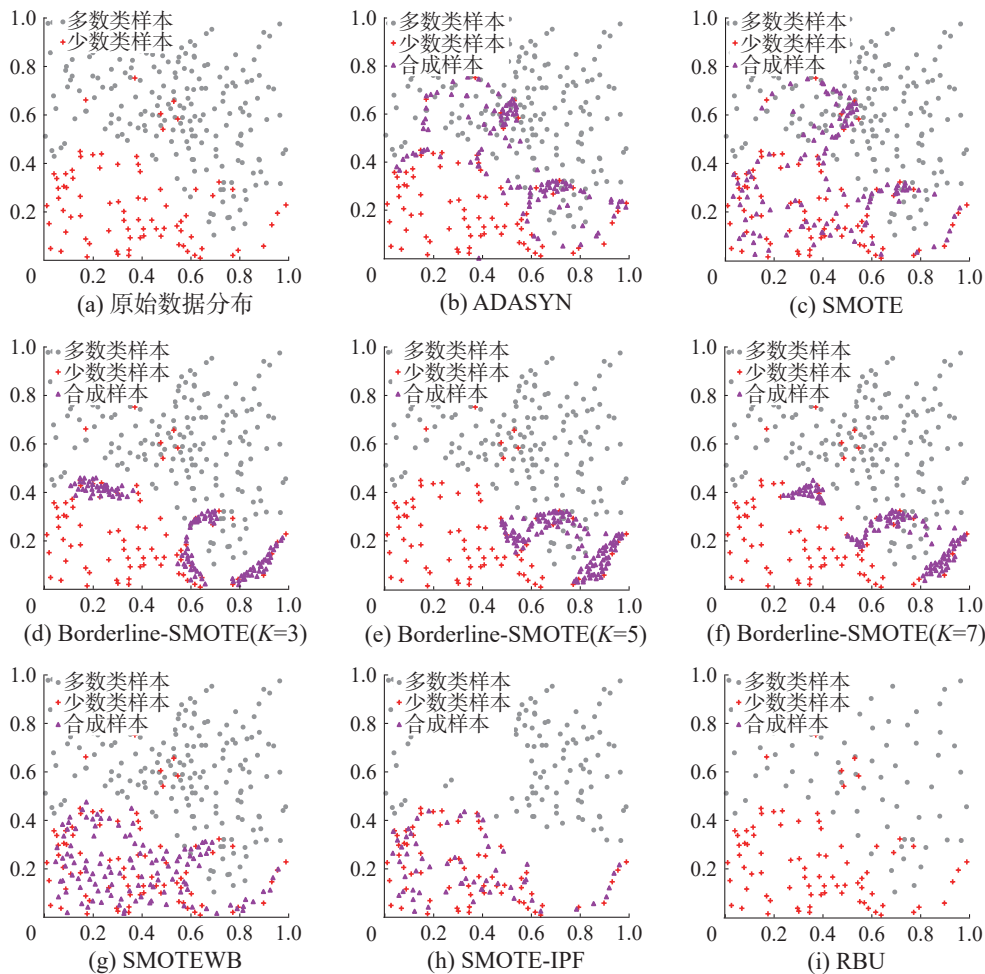 1.0
多数类样本
少数类样本
0.8
0.6
0.4
0.2
0 0.2 0.4 0.6 0.8 1.0
(a) 原始数据分布
1.0
多数类样本
少数类样本
合成样本
0.8
0.6
0.4
0.2
0 0.2 0.4 0.6 0.8 1.0
(b) ADASYN
1.0
多数类样本
少数类样本
合成样本
0.8
0.6
0.4
0.2
0 0.2 0.4 0.6 0.8 1.0
(c) SMOTE
1.0
多数类样本
少数类样本
合成样本
0.8
0.6
0.4
0.2
0 0.2 0.4 0.6 0.8 1.0
(d) Borderline-SMOTE(K=3)
1.0
多数类样本
少数类样本
合成样本
0.8
0.6
0.4
0.2
0 0.2 0.4 0.6 0.8 1.0
(e) Borderline-SMOTE(K=5)
1.0
多数类样本
少数类样本
合成样本
0.8
0.6
0.4
0.2
0 0.2 0.4 0.6 0.8 1.0
(f) Borderline-SMOTE(K=7)
1.0
多数类样本
少数类样本
合成样本
0.8
0.6
0.4
0.2
0 0.2 0.4 0.6 0.8 1.0
(g) SMOTEWB
1.0
多数类样本
少数类样本
合成样本
0.8
0.6
0.4
0.2
0 0.2 0.4 0.6 0.8 1.0
(h) SMOTE-IPF
1.0
多数类样本
少数类样本
合成样本
0.8
0.6
0.4
0.2
0 0.2 0.4 0.6 0.8 1.0
(i) RBU